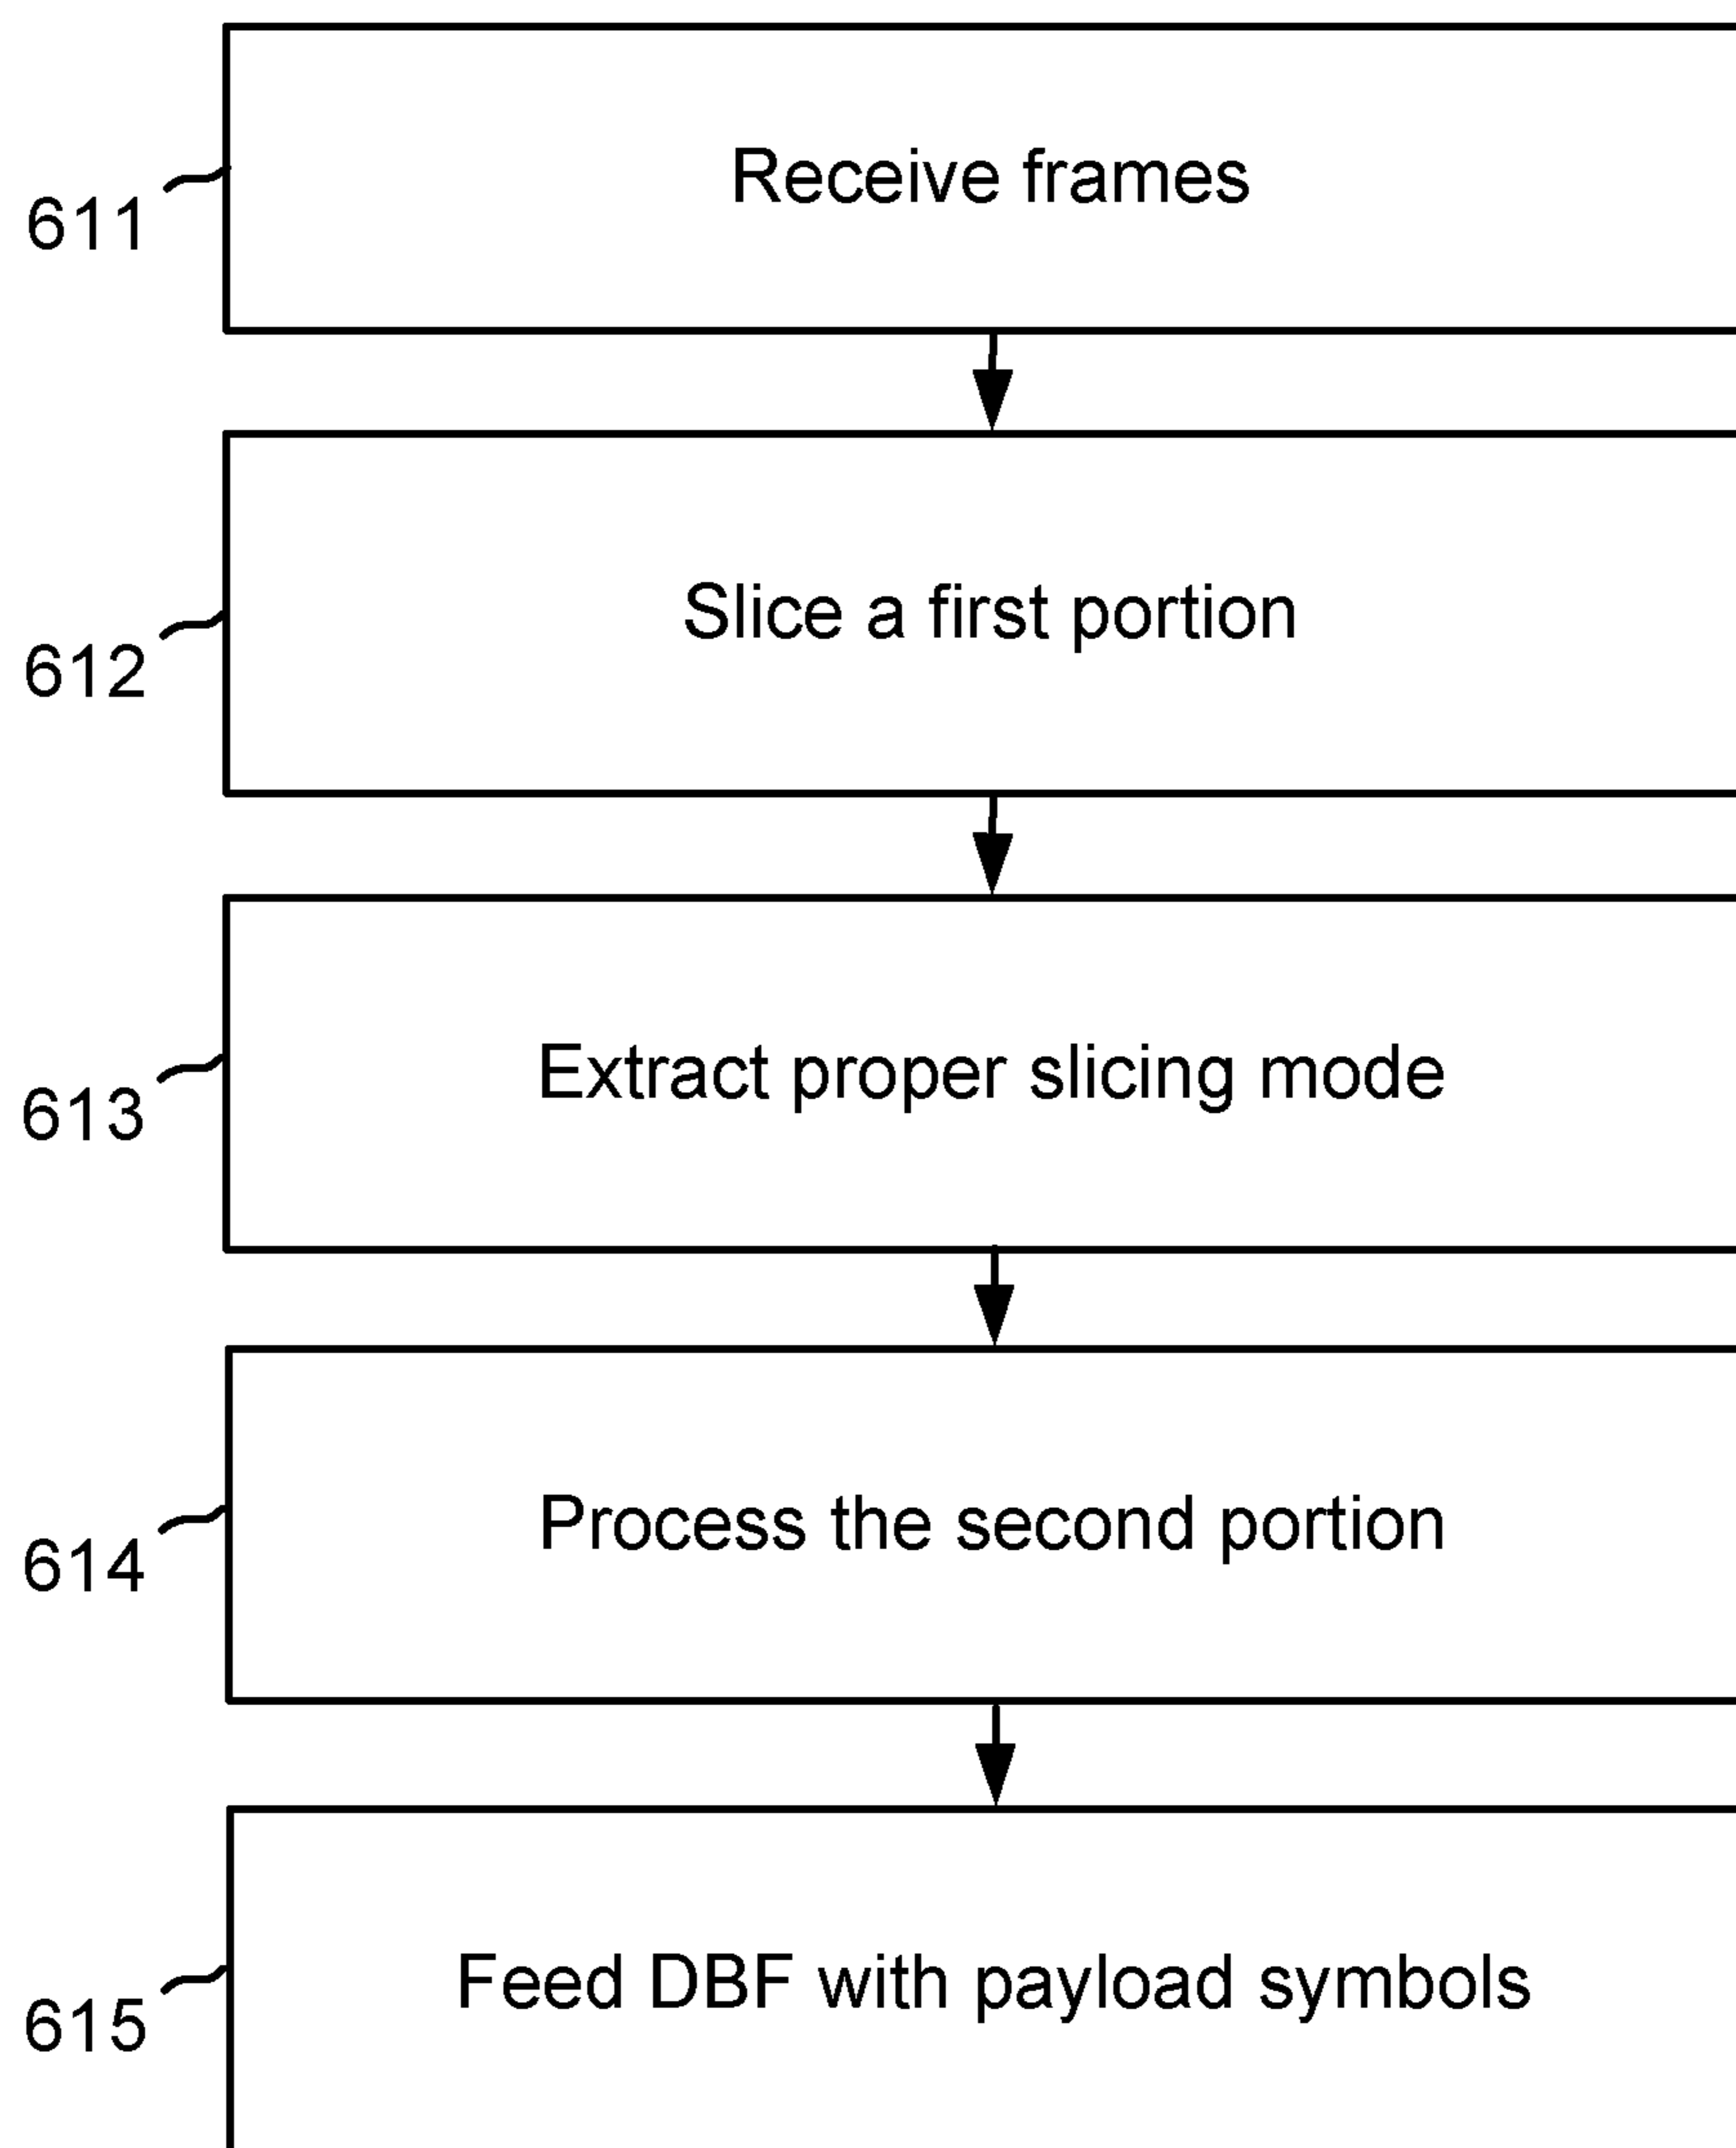 Receive frames
611
Slice a first portion
612
Extract proper slicing mode
613
Process the second portion
614
Feed DBF with payload symbols
615